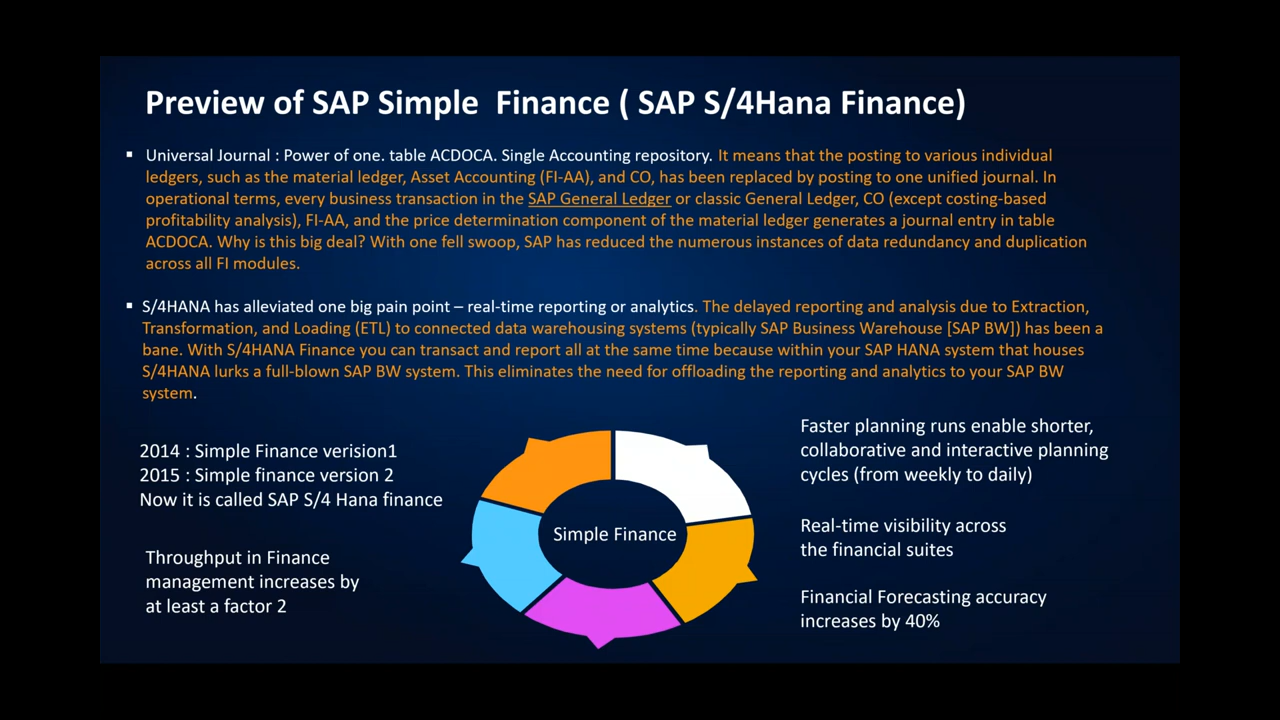 Preview of SAP Simple  Finance ( SAP S/4Hana Finance)
▪ Universal Journal : Power of one. table ACDOCA. Single Accounting repository. It means that the posting to various individual
ledgers, such as the material ledger, Asset Accounting (FI-AA), and CO, has been replaced by posting to one unified journal. In
operational terms, every business transaction in the SAP General Ledger or classic General Ledger, CO (except costing-based
profitability analysis), FI-AA, and the price determination component of the material ledger generates a journal entry in table
ACDOCA. Why is this big deal? With one fell swoop, SAP has reduced the numerous instances of data redundancy and duplication
across all FI modules.
▪ S/4HANA has alleviated one big pain point – real-time reporting or analytics. The delayed reporting and analysis due to Extraction,
Transformation, and Loading (ETL) to connected data warehousing systems (typically SAP Business Warehouse [SAP BW]) has been a
bane. With S/4HANA Finance you can transact and report all at the same time because within your SAP HANA system that houses
S/4HANA lurks a full-blown SAP BW system. This eliminates the need for offloading the reporting and analytics to your SAP BW
system.
2014 : Simple Finance verision1
2015 : Simple finance version 2
Now it is called SAP S/4 Hana finance
Throughput in Finance
management increases by
at least a factor 2
Simple Finance
Faster planning runs enable shorter,
collaborative and interactive planning
cycles (from weekly to daily)
Real-time visibility across
the financial suites
Financial Forecasting accuracy
increases by 40%